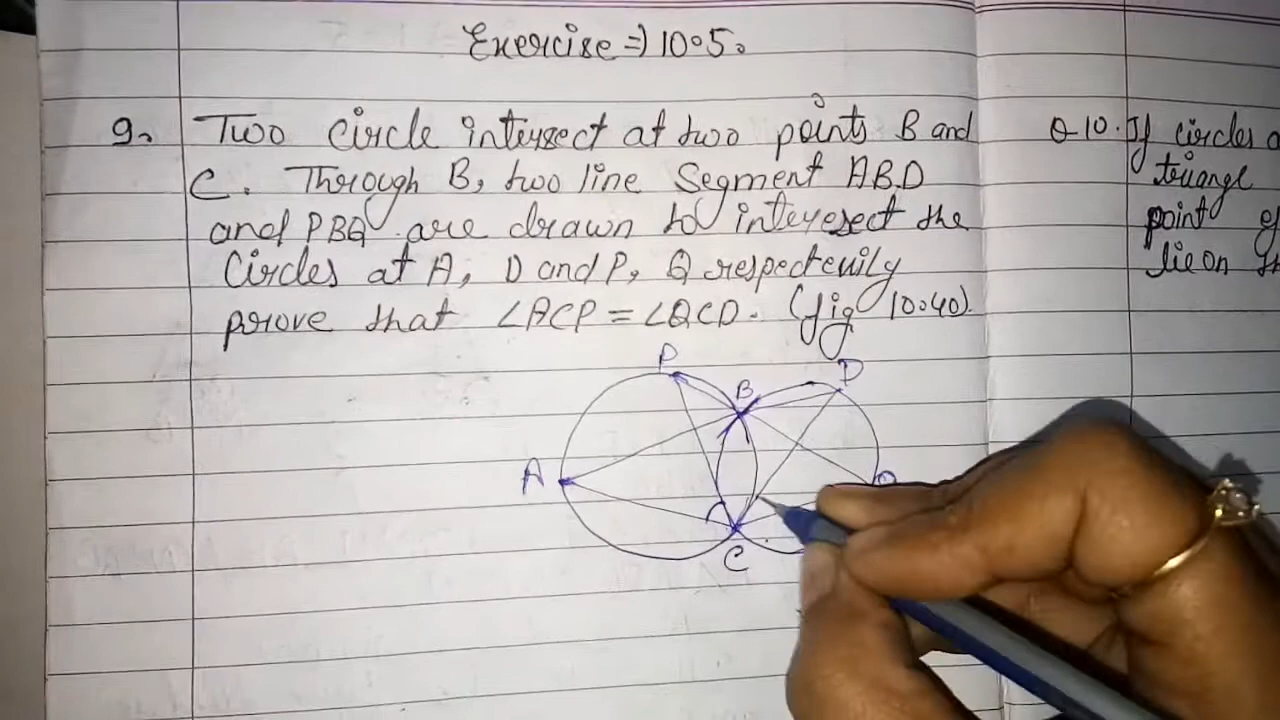 Exercise ⇒ 10.5.
9. Two circle intersect at two points B and
C. Through B, two line Segment ABD
and PBQ are drawn to intersect the
Circles at A, D and P, Q respectively
prove that ∠ACP = ∠QCD. (fig 10.40).
Q-10. If circles
triangl
point of
lie on
P
B
D
A
Q
C